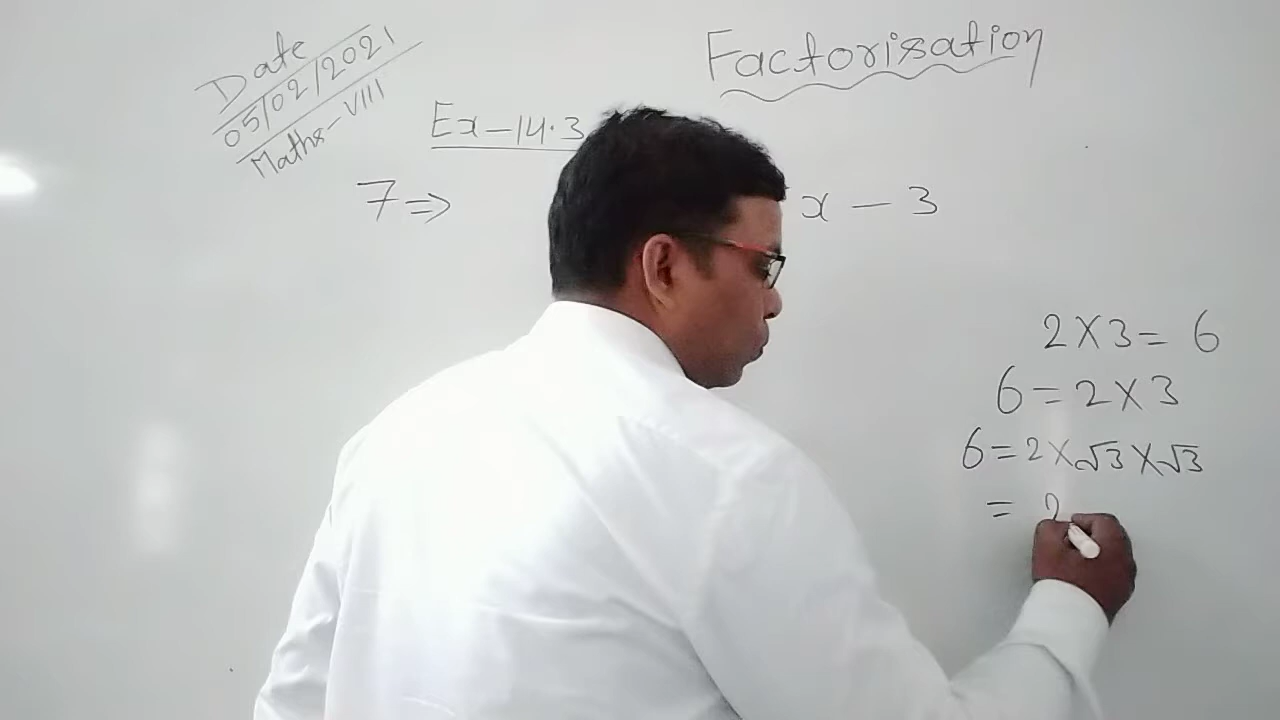 Date
05/02/2021
Maths-VIII
Factorisation
Ex-14.3
7⇒ x - 3
2×3= 6
6=2×3
6=2×√3×√3
= 2